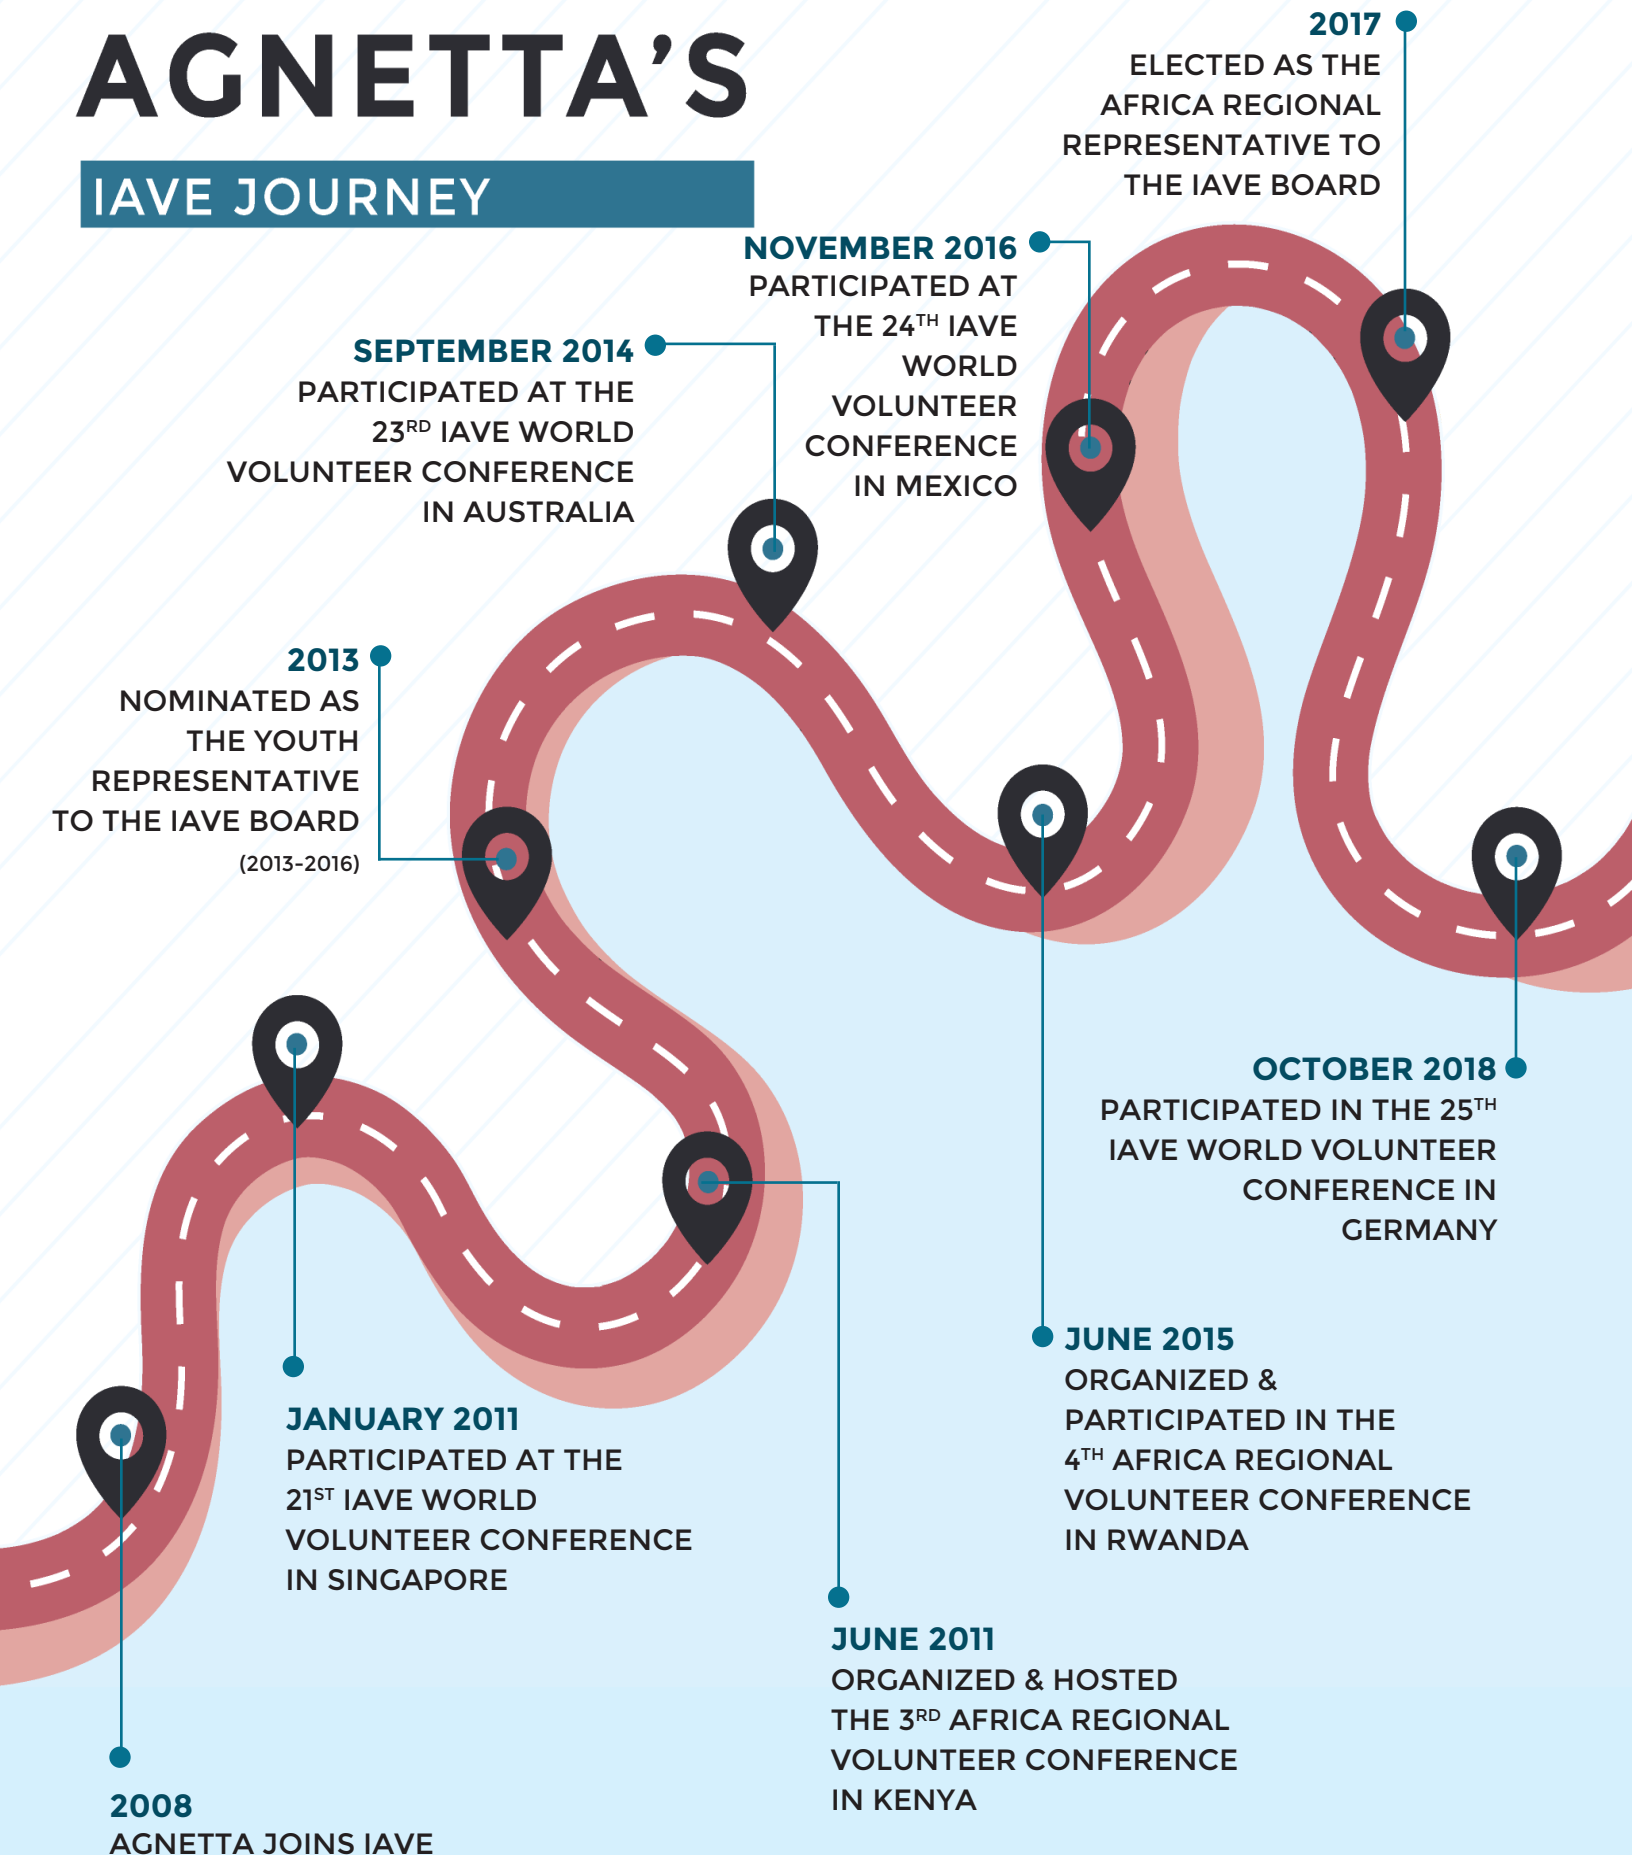 AGNETTA'S
IAVE JOURNEY
2017
ELECTED AS THE
AFRICA REGIONAL
REPRESENTATIVE TO
THE IAVE BOARD
NOVEMBER 2016
PARTICIPATED AT
THE 24TH IAVE
WORLD
VOLUNTEER
CONFERENCE
IN MEXICO
SEPTEMBER 2014
PARTICIPATED AT THE
23RD IAVE WORLD
VOLUNTEER CONFERENCE
IN AUSTRALIA
2013
NOMINATED AS
THE YOUTH
REPRESENTATIVE
TO THE IAVE BOARD
(2013-2016)
OCTOBER 2018
PARTICIPATED IN THE 25TH
IAVE WORLD VOLUNTEER
CONFERENCE IN
GERMANY
JUNE 2015
ORGANIZED &
PARTICIPATED IN THE
4TH AFRICA REGIONAL
VOLUNTEER CONFERENCE
IN RWANDA
JANUARY 2011
PARTICIPATED AT THE
21ST IAVE WORLD
VOLUNTEER CONFERENCE
IN SINGAPORE
JUNE 2011
ORGANIZED & HOSTED
THE 3RD AFRICA REGIONAL
VOLUNTEER CONFERENCE
IN KENYA
2008
AGNETTA JOINS IAVE